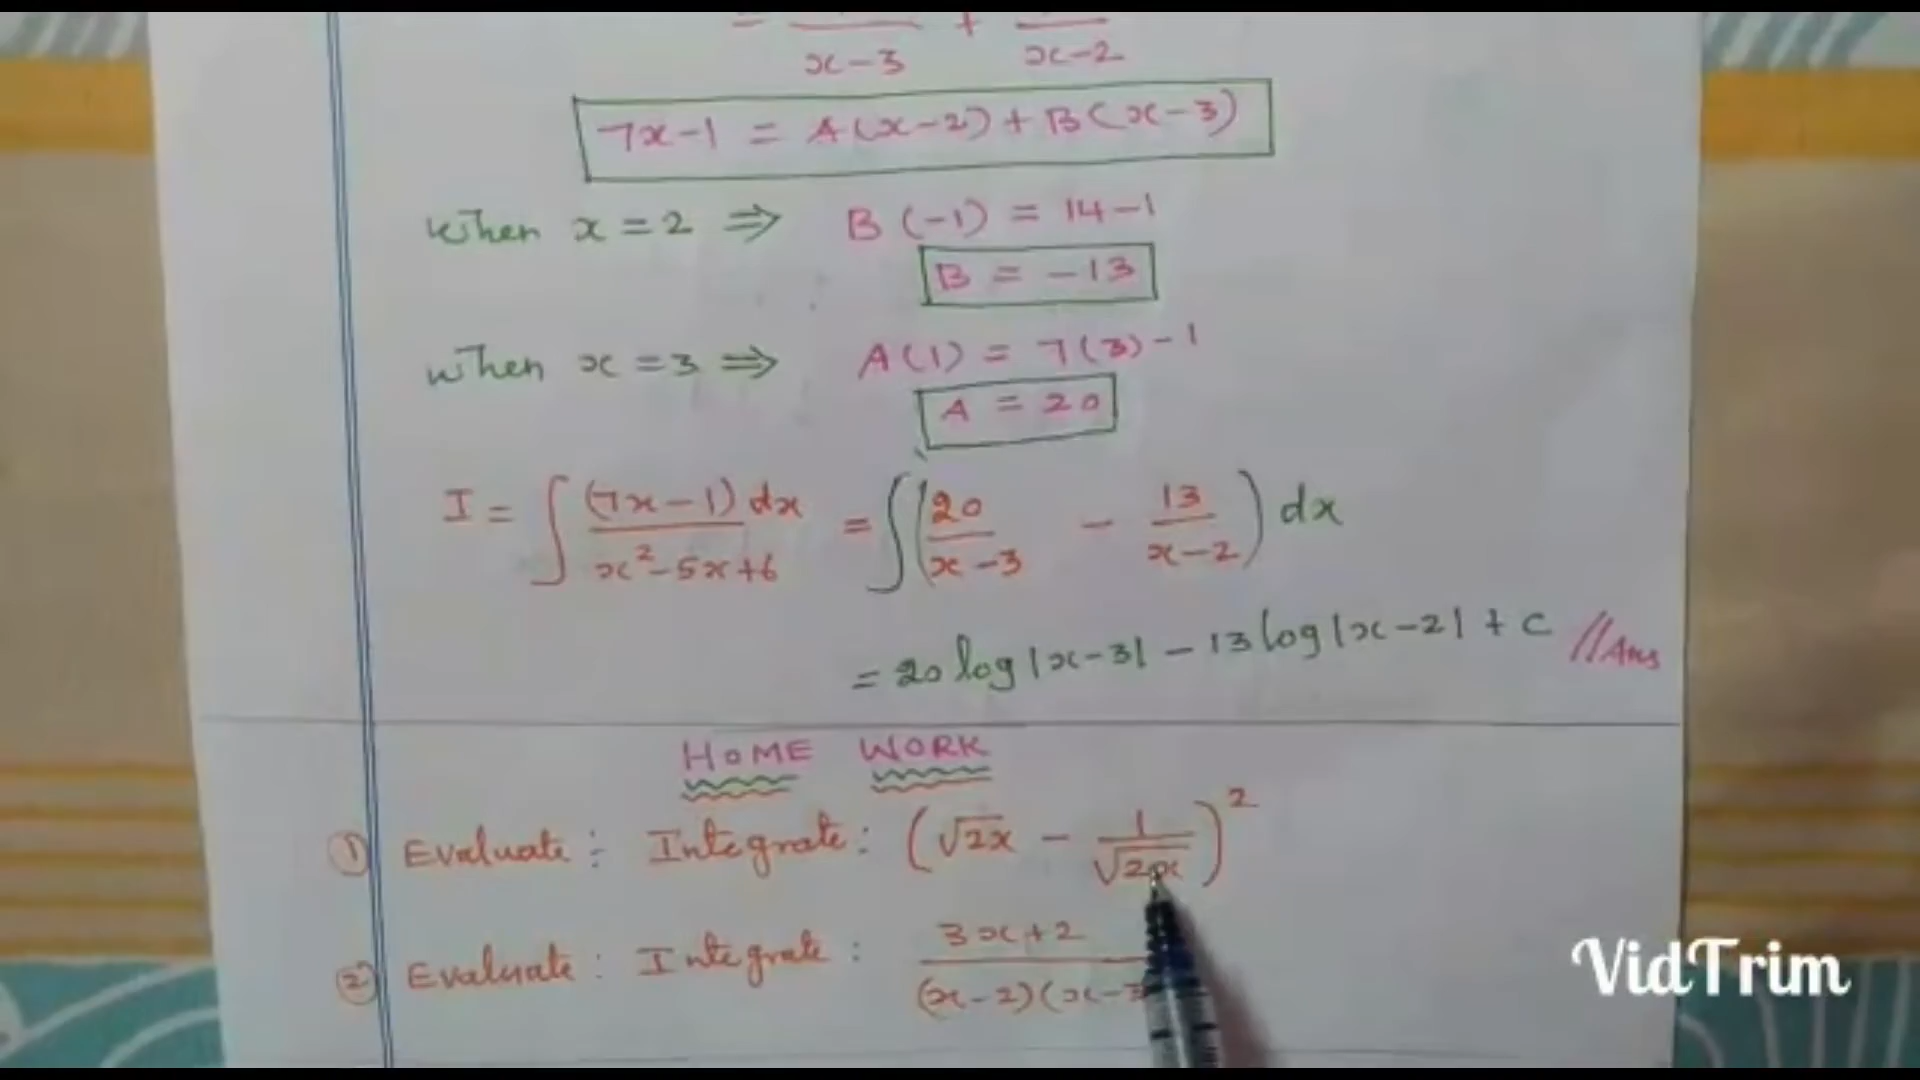 = +
x-3 x-2
7x-1 = A(x-2) + B(x-3)
When x = 2 ⇒ B(-1) = 14-1
B = -13
When x = 3 ⇒ A(1) = 7(3)-1
A = 20
I = ∫ (7x-1) dx / x²-5x+6 = ∫ (20 / x-3 - 13 / x-2) dx
= 20 log |x-3| - 13 log |x-2| + c // Ans
HOME WORK
① Evaluate : Integrate : (√2x - 1 / √2x)²
② Evaluate : Integrate : 3x+2 / (x-2)(x-
VidTrim